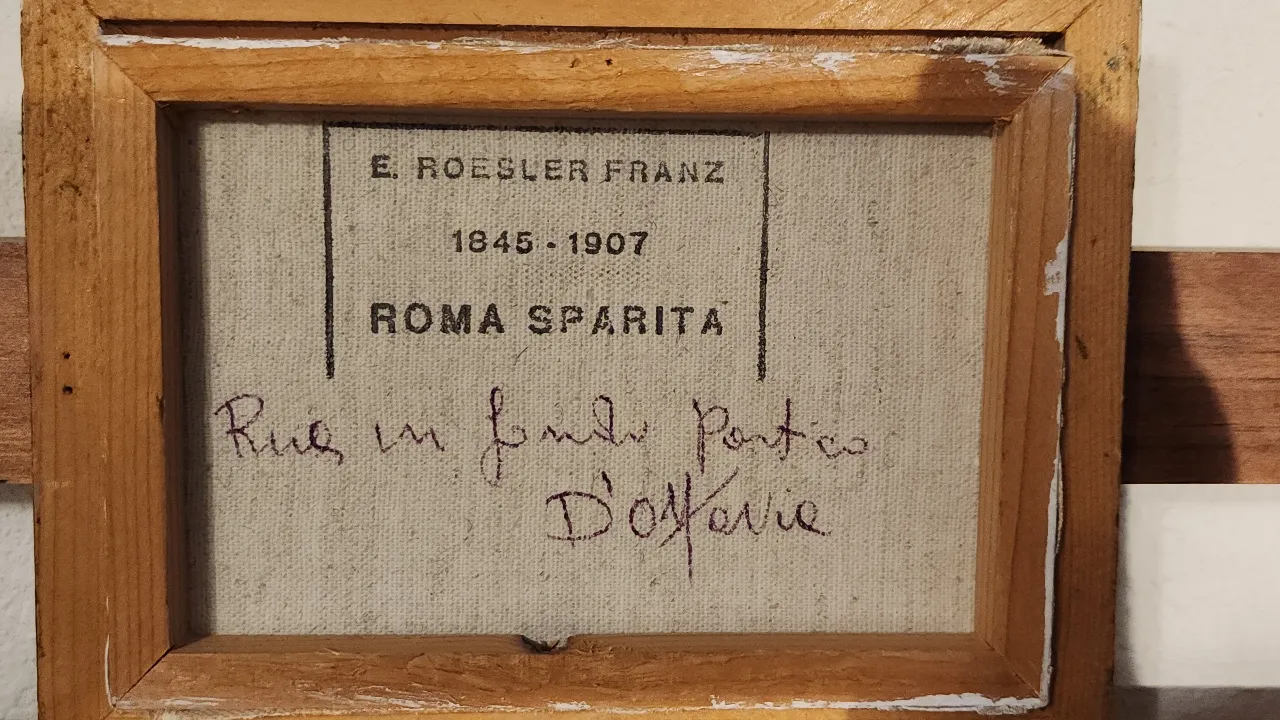 E. ROESLER FRANZ
1845 - 1907
ROMA SPARITA
Rua in fondo Portico
D'Ottavia